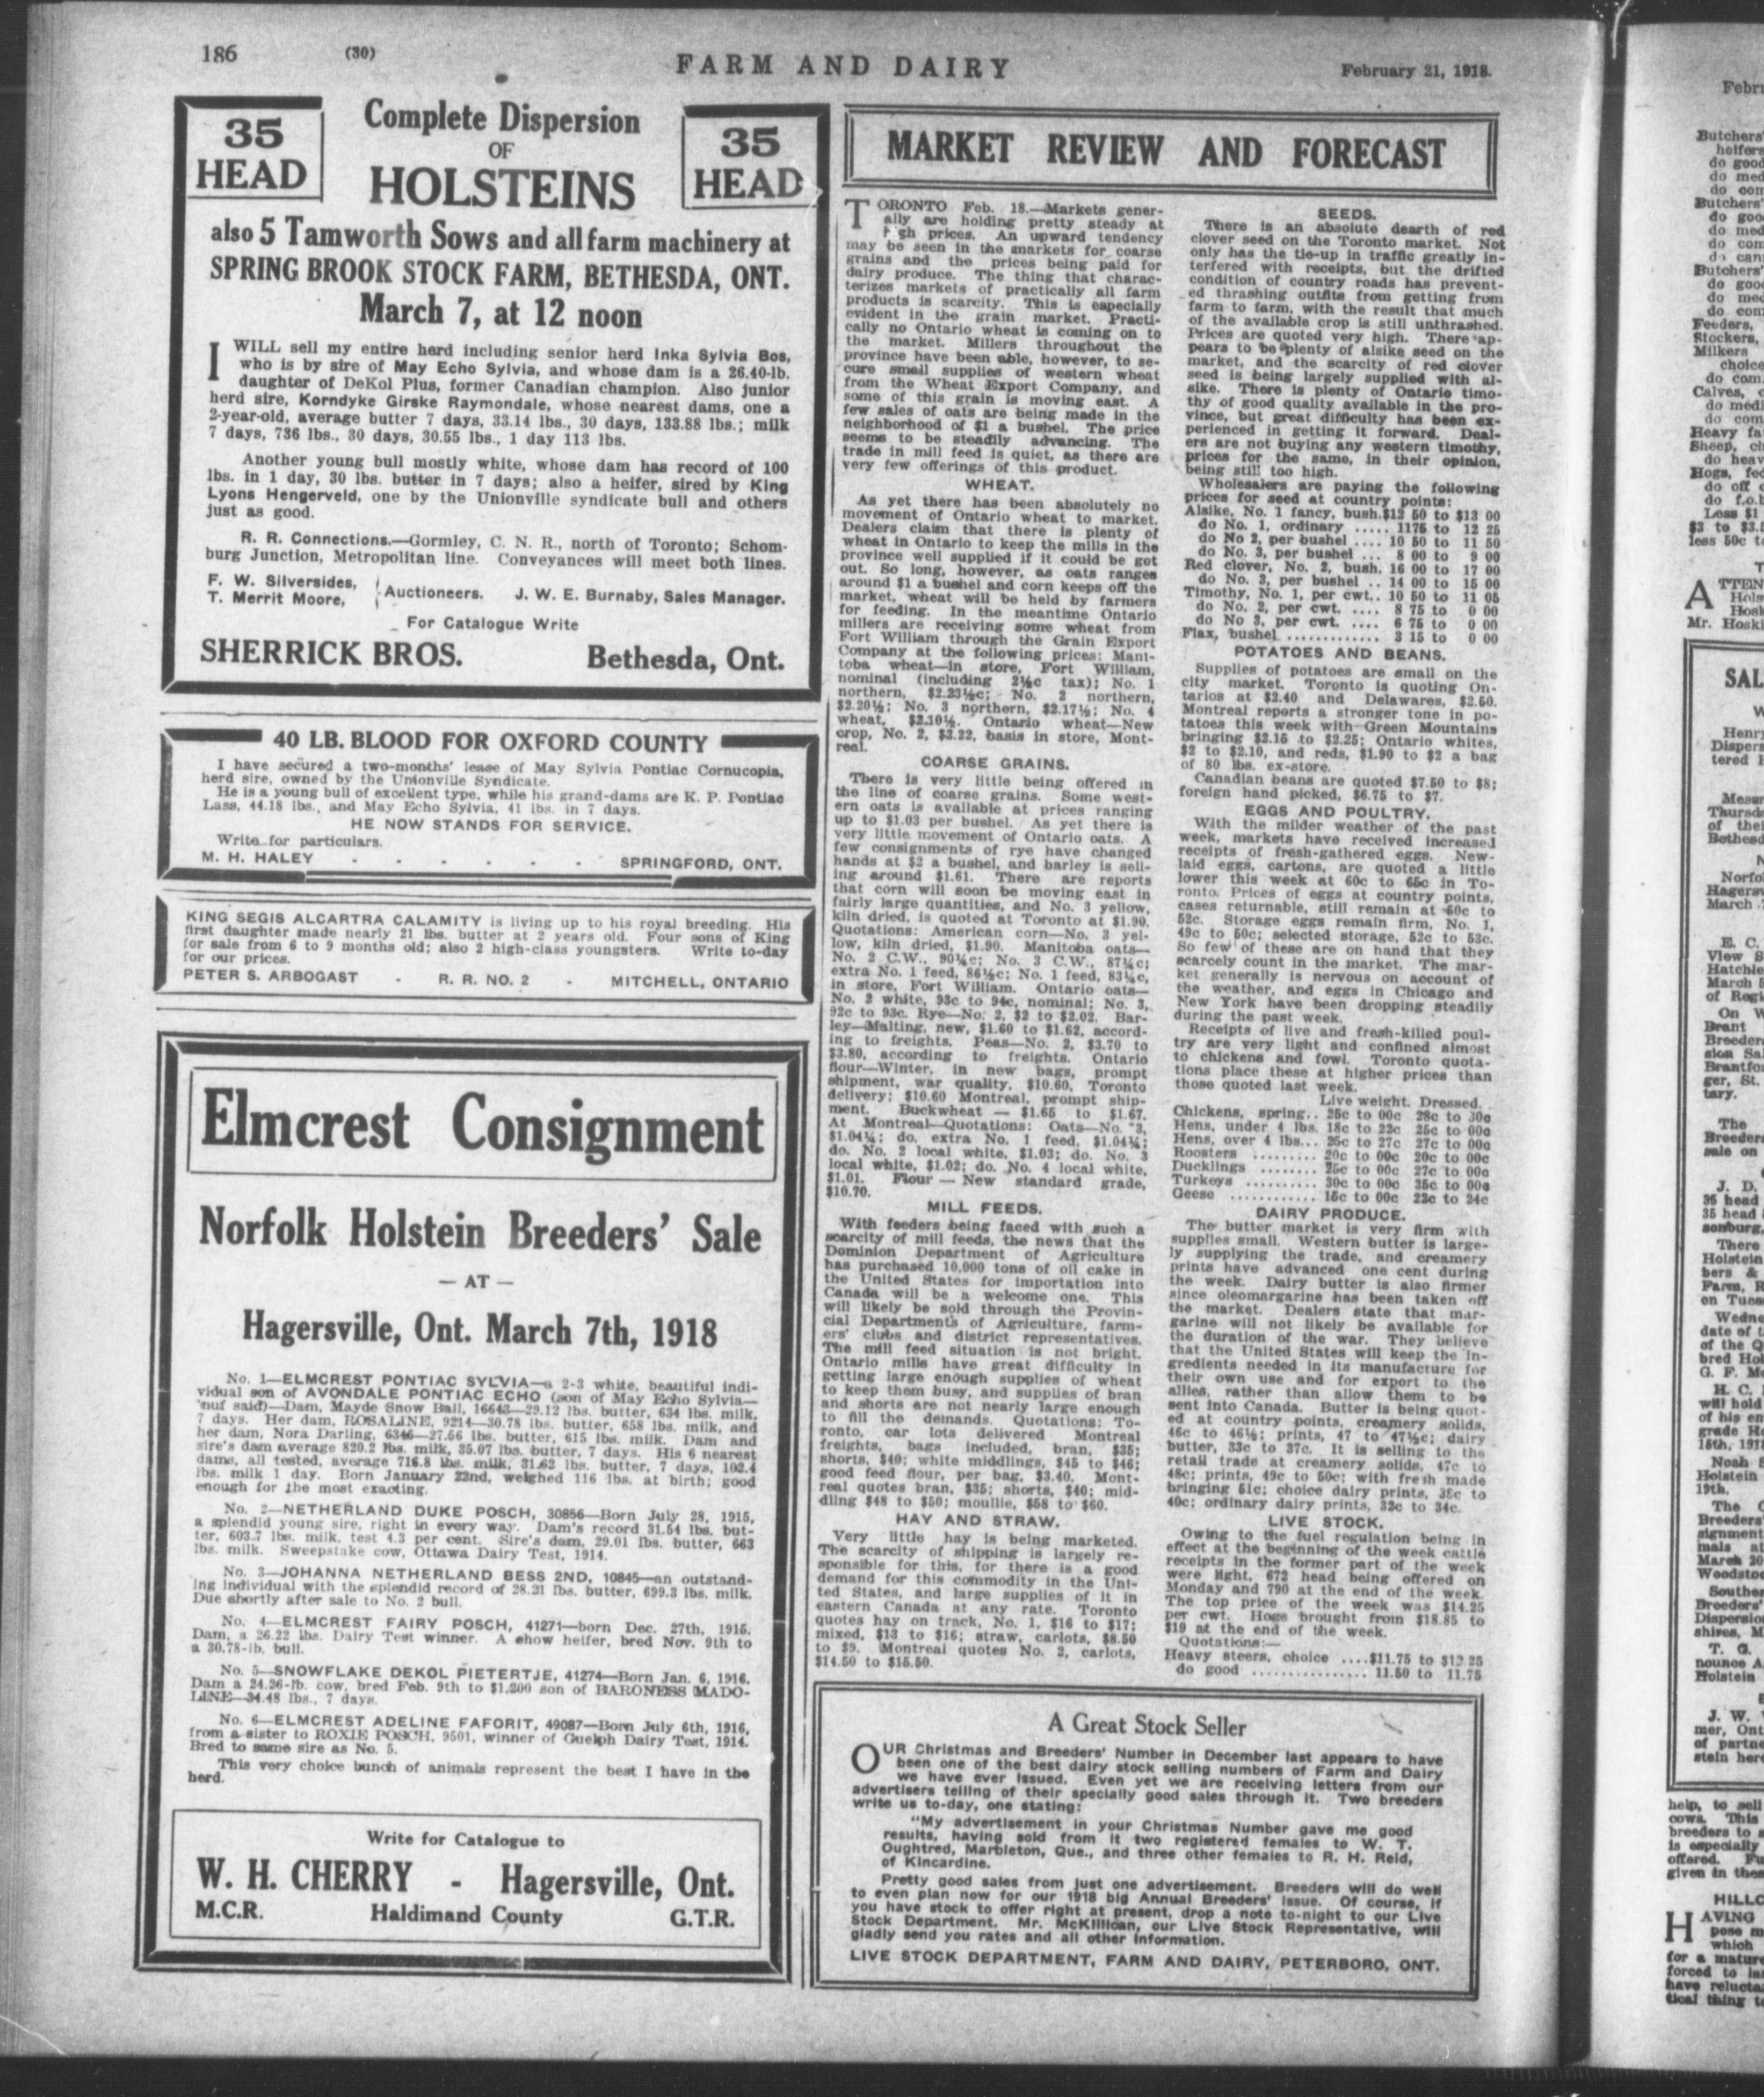 186 (30) FARM AND DAIRY February 21, 1918.
35
HEAD
Complete Dispersion
OF
HOLSTEINS
35
HEAD
also 5 Tamworth Sows and all farm machinery at
SPRING BROOK STOCK FARM, BETHESDA, ONT.
March 7, at 12 noon
I WILL sell my entire herd including senior herd Inka Sylvia Bos,
who is by sire of May Echo Sylvia, and whose dam is a 26.40-lb.
daughter of DeKol Plus, former Canadian champion. Also junior
herd sire, Korndyke Girske Raymondale, whose nearest dams, one a
2-year-old, average butter 7 days, 33.14 lbs., 30 days, 133.88 lbs.; milk
7 days, 736 lbs., 30 days, 30.55 lbs., 1 day 113 lbs.
Another young bull mostly white, whose dam has record of 100
lbs. in 1 day, 30 lbs. butter in 7 days; also a heifer, sired by King
Lyons Hengerveld, one by the Unionville syndicate bull and others
just as good.
R. R. Connections.—Gormley, C. N. R., north of Toronto; Schom-
burg Junction, Metropolitan line. Conveyances will meet both lines.
F. W. Silversides,
T. Merrit Moore,
Auctioneers. J. W. E. Burnaby, Sales Manager.
For Catalogue Write
SHERRICK BROS. Bethesda, Ont.
40 LB. BLOOD FOR OXFORD COUNTY
I have secured a two-months' lease of May Sylvia Pontiac Cornucopia,
herd sire, owned by the Unionville Syndicate.
He is a young bull of excellent type, while his grand-dams are K. P. Pontiac
Lass, 44.18 lbs., and May Echo Sylvia, 41 lbs. in 7 days.
HE NOW STANDS FOR SERVICE.
Write for particulars.
M. H. HALEY - - - - - - SPRINGFORD, ONT.
KING SEGIS ALCARTRA CALAMITY is living up to his royal breeding. His
first daughter made nearly 21 lbs. butter at 2 years old. Four sons of King
for sale from 6 to 9 months old; also 2 high-class youngsters. Write to-day
for our prices.
PETER S. ARBOGAST - R. R. NO. 2 - MITCHELL, ONTARIO
Elmcrest Consignment
Norfolk Holstein Breeders' Sale
— AT —
Hagersville, Ont. March 7th, 1918
No. 1—ELMCREST PONTIAC SYLVIA—a 2-3 white, beautiful indi-
vidual son of AVONDALE PONTIAC ECHO (son of May Echo Sylvia—
'nuf said)—Dam, Mayde Snow Ball, 16643—29.12 lbs. butter, 634 lbs. milk,
7 days. Her dam, ROSALINE, 9214—30.78 lbs. butter, 658 lbs. milk, and
her dam, Nora Darling, 6346—27.56 lbs. butter, 615 lbs. milk. Dam and
sire's dam average 820.2 lbs. milk, 35.07 lbs. butter, 7 days. His 6 nearest
dams, all tested, average 716.8 lbs. milk, 31.62 lbs. butter, 7 days, 102.4
lbs. milk 1 day. Born January 22nd, weighed 116 lbs. at birth; good
enough for the most exacting.
No. 2—NETHERLAND DUKE POSCH, 30856—Born July 28, 1915,
a splendid young sire, right in every way. Dam's record 31.54 lbs. but-
ter, 603.7 lbs. milk, test 4.3 per cent. Sire's dam, 29.01 lbs. butter, 663
lbs. milk. Sweepstake cow, Ottawa Dairy Test, 1914.
No. 3—JOHANNA NETHERLAND BESS 2ND, 10845—an outstand-
ing individual with the splendid record of 28.21 lbs. butter, 699.3 lbs. milk.
Due shortly after sale to No. 2 bull.
No. 4—ELMCREST FAIRY POSCH, 41271—born Dec. 27th, 1915.
Dam, a 26.22 lbs. Dairy Test winner. A show heifer, bred Nov. 9th to
a 30.78-lb. bull.
No. 5—SNOWFLAKE DEKOL PIETERTJE, 41274—Born Jan. 6, 1916.
Dam a 24.26-lb. cow, bred Feb. 9th to $1,200 son of BARONESS MADO-
LINE—34.48 lbs., 7 days.
No. 6—ELMCREST ADELINE FAFORIT, 49087—Born July 6th, 1916,
from a sister to ROXIE POSCH, 9501, winner of Guelph Dairy Test, 1914.
Bred to same sire as No. 5.
This very choice bunch of animals represent the best I have in the
herd.
Write for Catalogue to
W. H. CHERRY - Hagersville, Ont.
M.C.R. Haldimand County G.T.R.
MARKET REVIEW AND FORECAST
TORONTO Feb. 18.—Markets gener-
ally are holding pretty steady at
high prices. An upward tendency
may be seen in the markets for coarse
grains and the prices being paid for
dairy produce. The thing that charac-
terizes markets of practically all farm
products is scarcity. This is especially
evident in the grain market. Practi-
cally no Ontario wheat is coming on to
the market. Millers throughout the
province have been able, however, to se-
cure small supplies of western wheat
from the Wheat Export Company, and
some of this grain is moving east. A
few sales of oats are being made in the
neighborhood of $1 a bushel. The price
seems to be steadily advancing. The
trade in mill feed is quiet, as there are
very few offerings of this product.
WHEAT.
As yet there has been absolutely no
movement of Ontario wheat to market.
Dealers claim that there is plenty of
wheat in Ontario to keep the mills in the
province well supplied if it could be got
out. So long, however, as oats ranges
around $1 a bushel and corn keeps off the
market, wheat will be held by farmers
for feeding. In the meantime Ontario
millers are receiving some wheat from
Fort William through the Grain Export
Company at the following prices: Mani-
toba wheat—in store, Fort William,
nominal (including 2½c tax); No. 1
northern, $2.23½c; No. 2 northern,
$2.20½; No. 3 northern, $2.17½; No. 4
wheat, $2.10½. Ontario wheat—New
crop, No. 2, $2.22, basis in store, Mont-
real.
COARSE GRAINS.
There is very little being offered in
the line of coarse grains. Some west-
ern oats is available at prices ranging
up to $1.03 per bushel. As yet there is
very little movement of Ontario oats. A
few consignments of rye have changed
hands at $2 a bushel, and barley is sell-
ing around $1.61. There are reports
that corn will soon be moving east in
fairly large quantities, and No. 3 yellow,
kiln dried, is quoted at Toronto at $1.90.
Quotations: American corn—No. 3 yel-
low, kiln dried, $1.90. Manitoba oats—
No. 2 C.W., 90¼c; No. 3 C.W., 87¼c;
extra No. 1 feed, 86½c; No. 1 feed, 83¼c,
in store, Fort William. Ontario oats—
No. 2 white, 93c to 94c, nominal; No. 3,
92c to 93c. Rye—No. 2, $2 to $2.02. Bar-
ley—Malting, new, $1.60 to $1.62, accord-
ing to freights. Peas—No. 2, $3.70 to
$3.80, according to freights. Ontario
flour—Winter, in new bags, prompt
shipment, war quality, $10.60, Toronto
delivery; $10.60 Montreal, prompt ship-
ment. Buckwheat — $1.65 to $1.67.
At Montreal—Quotations: Oats—No. 3,
$1.04¼; do. extra No. 1 feed, $1.04¼;
do. No. 2 local white, $1.03; do. No. 3
local white, $1.02; do. No. 4 local white,
$1.01. Flour — New standard grade,
$10.70.
MILL FEEDS.
With feeders being faced with such a
scarcity of mill feeds, the news that the
Dominion Department of Agriculture
has purchased 10,000 tons of oil cake in
the United States for importation into
Canada will be a welcome one. This
will likely be sold through the Provin-
cial Departments of Agriculture, farm-
ers' clubs and district representatives.
The mill feed situation is not bright.
Ontario mills have great difficulty in
getting large enough supplies of wheat
to keep them busy, and supplies of bran
and shorts are not nearly large enough
to fill the demands. Quotations: To-
ronto, car lots delivered Montreal
freights, bags included, bran, $35;
shorts, $40; white middlings, $45 to $46;
good feed flour, per bag, $3.40. Mont-
real quotes bran, $35; shorts, $40; mid-
dling $48 to $50; moullie, $58 to $60.
HAY AND STRAW.
Very little hay is being marketed.
The scarcity of shipping is largely re-
sponsible for this, for there is a good
demand for this commodity in the Uni-
ted States, and large supplies of it in
eastern Canada at any rate. Toronto
quotes hay on track, No. 1, $16 to $17;
mixed, $13 to $16; straw, carlots, $8.50
to $9. Montreal quotes No. 2, carlots,
$14.50 to $15.50.
SEEDS.
There is an absolute dearth of red
clover seed on the Toronto market. Not
only has the tie-up in traffic greatly in-
terfered with receipts, but the drifted
condition of country roads has prevent-
ed thrashing outfits from getting from
farm to farm, with the result that much
of the available crop is still unthrashed.
Prices are quoted very high. There ap-
pears to be plenty of alsike seed on the
market, and the scarcity of red clover
seed is being largely supplied with al-
sike. There is plenty of Ontario timo-
thy of good quality available in the pro-
vince, but great difficulty has been ex-
perienced in getting it forward. Deal-
ers are not buying any western timothy,
prices for the same, in their opinion,
being still too high.
Wholesalers are paying the following
prices for seed at country points:
Alsike, No. 1 fancy, bush.$12 50 to $13 00
do No. 1, ordinary ..... 1175 to 12 25
do No 2, per bushel .... 10 50 to 11 50
do No. 3, per bushel ... 8 00 to 9 00
Red clover, No. 2, bush. 16 00 to 17 00
do No. 3, per bushel .. 14 00 to 15 00
Timothy, No. 1, per cwt.. 10 50 to 11 05
do No. 2, per cwt. .... 8 75 to 0 00
do No 3, per cwt. .... 6 75 to 0 00
Flax, bushel ............. 3 15 to 0 00
POTATOES AND BEANS.
Supplies of potatoes are small on the
city market. Toronto is quoting On-
tarios at $2.40 and Delawares, $2.50.
Montreal reports a stronger tone in po-
tatoes this week with Green Mountains
bringing $2.15 to $2.25; Ontario whites,
$2 to $2.10, and reds, $1.90 to $2 a bag
of 80 lbs. ex-store.
Canadian beans are quoted $7.50 to $8;
foreign hand picked, $6.75 to $7.
EGGS AND POULTRY.
With the milder weather of the past
week, markets have received increased
receipts of fresh-gathered eggs. New-
laid eggs, cartons, are quoted a little
lower this week at 60c to 65c in To-
ronto. Prices of eggs at country points,
cases returnable, still remain at 50c to
52c. Storage eggs remain firm, No. 1,
49c to 50c; selected storage, 52c to 53c.
So few of these are on hand that they
scarcely count in the market. The mar-
ket generally is nervous on account of
the weather, and eggs in Chicago and
New York have been dropping steadily
during the past week.
Receipts of live and fresh-killed poul-
try are very light and confined almost
to chickens and fowl. Toronto quota-
tions place these at higher prices than
those quoted last week.
Live weight. Dressed.
Chickens, spring.. 25c to 00c 28c to 30c
Hens, under 4 lbs. 18c to 22c 25c to 00c
Hens, over 4 lbs... 25c to 27c 27c to 00c
Roosters ......... 20c to 00c 20c to 00c
Ducklings ........ 25c to 00c 27c to 00c
Turkeys .......... 30c to 00c 35c to 00c
Geese ............ 15c to 00c 22c to 24c
DAIRY PRODUCE.
The butter market is very firm with
supplies small. Western butter is large-
ly supplying the trade, and creamery
prints have advanced one cent during
the week. Dairy butter is also firmer
since oleomargarine has been taken off
the market. Dealers state that mar-
garine will not likely be available for
the duration of the war. They believe
that the United States will keep the in-
gredients needed in its manufacture for
their own use and for export to the
allies, rather than allow them to be
sent into Canada. Butter is being quot-
ed at country points, creamery solids,
46c to 46½; prints, 47 to 47½c; dairy
butter, 33c to 37c. It is selling to the
retail trade at creamery solids, 47c to
48c; prints, 49c to 50c; with fresh made
bringing 51c; choice dairy prints, 38c to
40c; ordinary dairy prints, 32c to 34c.
LIVE STOCK.
Owing to the fuel regulation being in
effect at the beginning of the week cattle
receipts in the former part of the week
were light, 672 head being offered on
Monday and 790 at the end of the week.
The top price of the week was $14.25
per cwt. Hogs brought from $18.85 to
$19 at the end of the week.
Quotations:—
Heavy steers, choice ....$11.75 to $12.25
do good ................ 11.50 to 11.75
A Great Stock Seller
OUR Christmas and Breeders' Number in December last appears to have
been one of the best dairy stock selling numbers of Farm and Dairy
we have ever issued. Even yet we are receiving letters from our
advertisers telling of their specially good sales through it. Two breeders
write us to-day, one stating:
"My advertisement in your Christmas Number gave me good
results, having sold from it two registered females to W. T.
Oughtred, Marbleton, Que., and three other females to R. H. Reid,
of Kincardine.
Pretty good sales from just one advertisement. Breeders will do well
to even plan now for our 1918 big Annual Breeders' Issue. Of course, if
you have stock to offer right at present, drop a note to-night to our Live
Stock Department. Mr. McKillican, our Live Stock Representative, will
gladly send you rates and all other information.
LIVE STOCK DEPARTMENT, FARM AND DAIRY, PETERBORO, ONT.